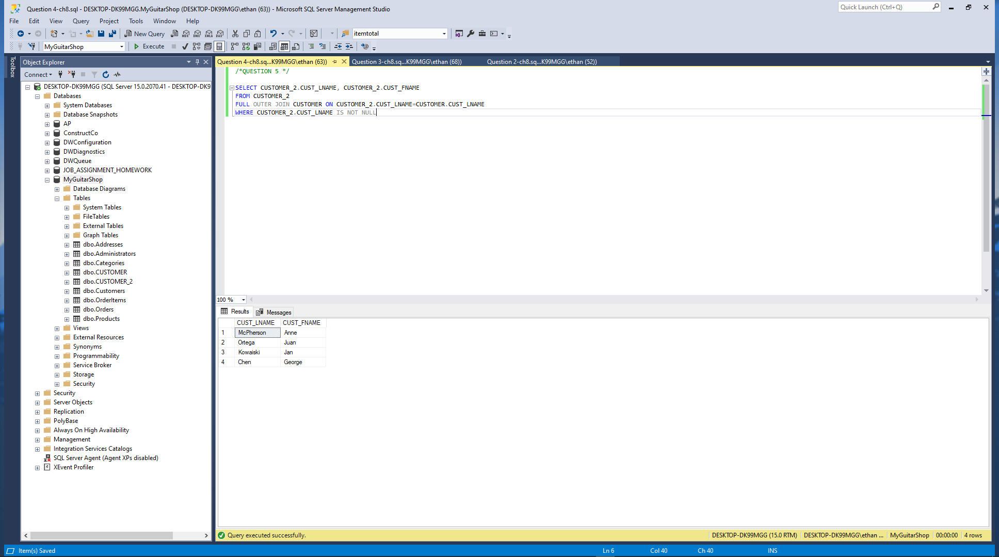 Question 4-ch8.sql - DESKTOP-DK99MGG.MyGuitarShop (DESKTOP-DK99MGG\ethan (63)) - Microsoft SQL Server Management Studio
Quick Launch (Ctrl+Q)
File Edit View Query Project Tools Window Help
New Query MDX DMX XMLA DAX itemtotal
MyGuitarShop Execute
Toolbox
Object Explorer
Connect
DESKTOP-DK99MGG (SQL Server 15.0.2070.41 - DESKTOP-DK9
Databases
System Databases
Database Snapshots
AP
ConstructCo
DWConfiguration
DWDiagnostics
DWQueue
JOB_ASSIGNMENT_HOMEWORK
MyGuitarShop
Database Diagrams
Tables
System Tables
FileTables
External Tables
Graph Tables
dbo.Addresses
dbo.Administrators
dbo.Categories
dbo.CUSTOMER
dbo.CUSTOMER_2
dbo.Customers
dbo.OrderItems
dbo.Orders
dbo.Products
Views
External Resources
Synonyms
Programmability
Service Broker
Storage
Security
Security
Server Objects
Replication
PolyBase
Always On High Availability
Management
Integration Services Catalogs
SQL Server Agent (Agent XPs disabled)
XEvent Profiler
Question 4-ch8.sq...K99MGG\ethan (63)) Question 3-ch8.sq...K99MGG\ethan (68)) Question 2-ch8.sq...K99MGG\ethan (52))
/*QUESTION 5 */
SELECT CUSTOMER_2.CUST_LNAME, CUSTOMER_2.CUST_FNAME
FROM CUSTOMER_2
FULL OUTER JOIN CUSTOMER ON CUSTOMER_2.CUST_LNAME=CUSTOMER.CUST_LNAME
WHERE CUSTOMER_2.CUST_LNAME IS NOT NULL
100 %
Results Messages
CUST_LNAME CUST_FNAME
1 McPherson Anne
2 Ortega Juan
3 Kowaiski Jan
4 Chen George
Query executed successfully. DESKTOP-DK99MGG (15.0 RTM) DESKTOP-DK99MGG\ethan ... MyGuitarShop 00:00:00 4 rows
Item(s) Saved Ln 6 Col 40 Ch 40 INS